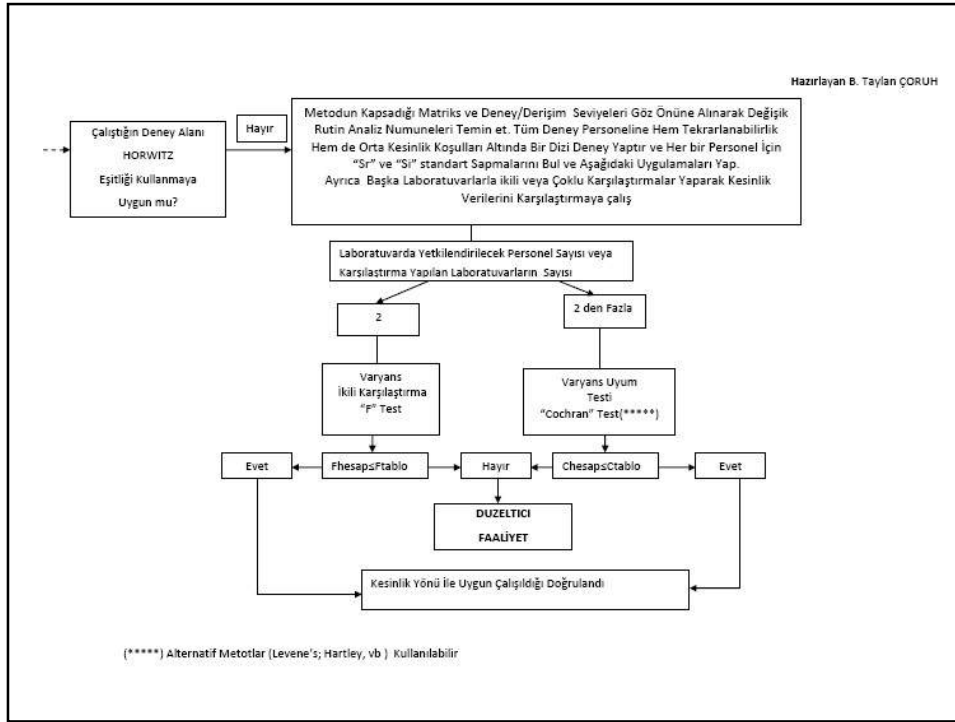 Hazırlayan B. Taylan ÇORUH
Çalıştığın Deney Alanı
HORWITZ
Eşitliği Kullanmaya
Uygun mu?
Hayır
Metodun Kapsadığı Matriks ve Deney/Derişim Seviyeleri Göz Önüne Alınarak Değişik
Rutin Analiz Numuneleri Temin et. Tüm Deney Personeline Hem Tekrarlanabilirlik
Hem de Orta Kesinlik Koşulları Altında Bir Dizi Deney Yaptır ve Her bir Personel İçin
“Sr” ve “Si” standart Sapmalarını Bul ve Aşağıdaki Uygulamaları Yap.
Ayrıca Başka Laboratuvarlarla ikili veya Çoklu Karşılaştırmalar Yaparak Kesinlik
Verilerini Karşılaştırmaya çalış
Laboratuvarda Yetkilendirilecek Personel Sayısı veya
Karşılaştırma Yapılan Laboratuvarların Sayısı
2
2 den Fazla
Varyans
İkili Karşılaştırma
“F” Test
Varyans Uyum
Testi
“Cochran” Test(*****)
Evet
Fhesap≤Ftablo
Hayır
Chesap≤Ctablo
Evet
DUZELTICI
FAALİYET
Kesinlik Yönü İle Uygun Çalışıldığı Doğrulandı
(*****) Alternatif Metotlar (Levene’s; Hartley, vb ) Kullanılabilir